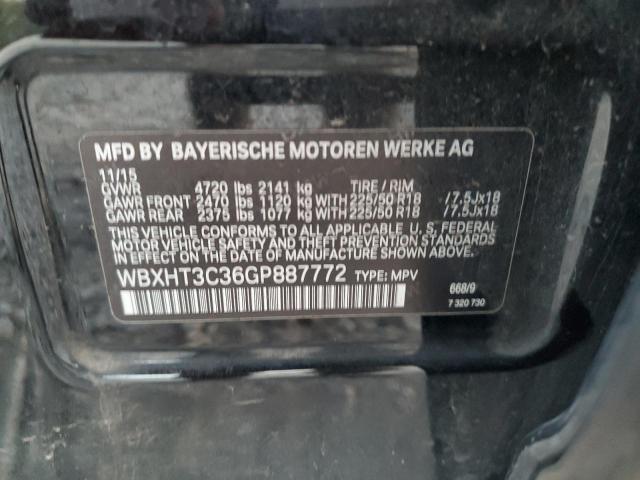 MFD BY BAYERISCHE MOTOREN WERKE AG
11/15
GVWR 4720 lbs 2141 kg TIRE / RIM
GAWR FRONT 2470 lbs 1120 kg WITH 225/50 R18 /7.5Jx18
GAWR REAR 2375 lbs 1077 kg WITH 225/50 R18 /7.5Jx18
THIS VEHICLE CONFORMS TO ALL APPLICABLE U. S. FEDERAL
MOTOR VEHICLE SAFETY, BUMPER, AND THEFT PREVENTION
STANDARDS IN EFFECT ON THE DATE OF MANUFACTURE SHOWN ABOVE.
WBXHT3C36GP887772 TYPE: MPV
668/9
7 320 730